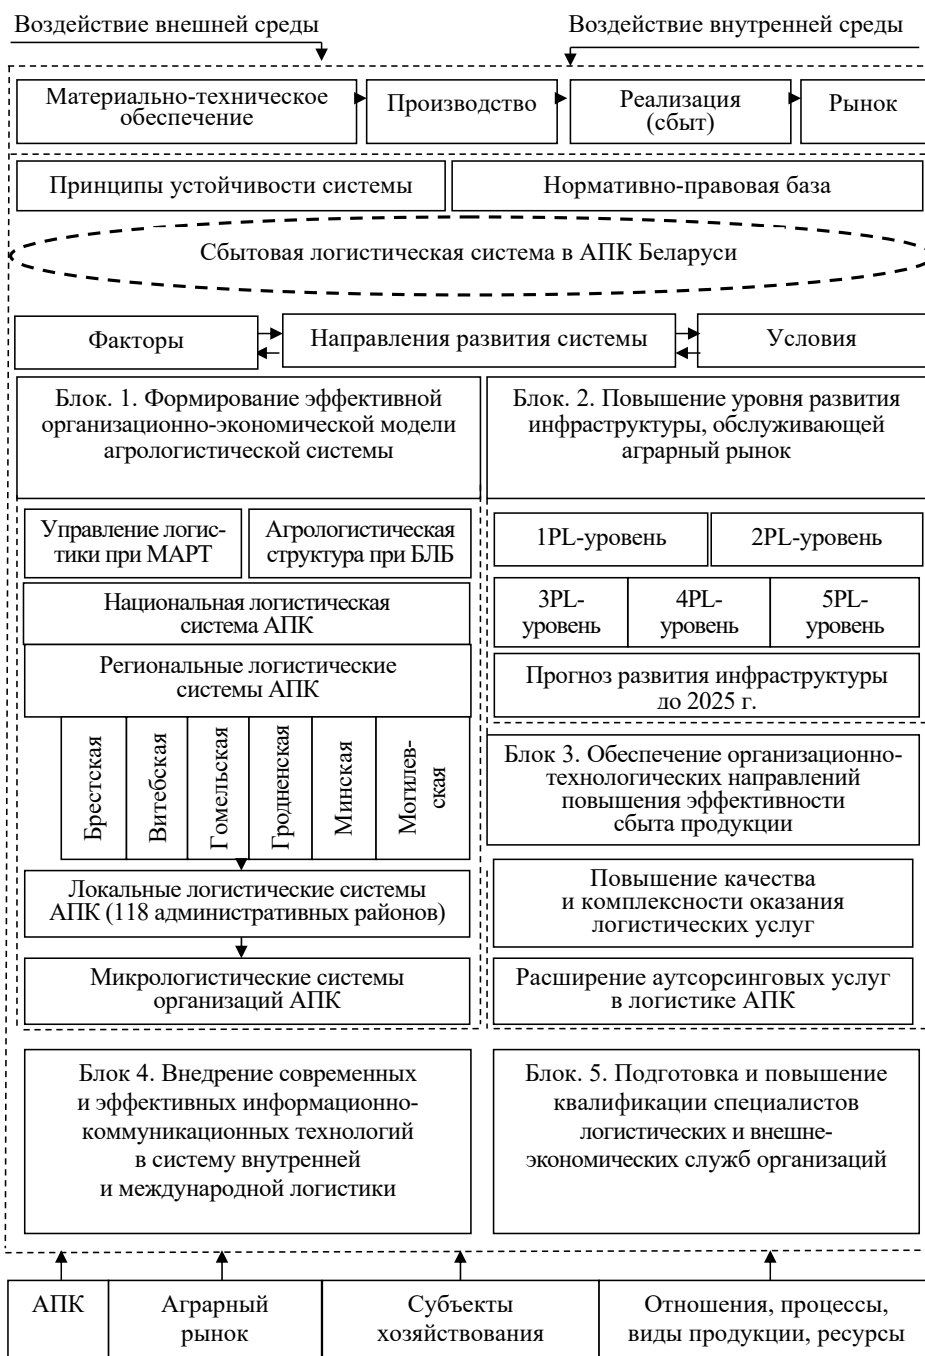 Воздействие внешней среды
Воздействие внутренней среды
Материально-техническое
обеспечение
Производство
Реализация
(сбыт)
Рынок
Принципы устойчивости системы
Нормативно-правовая база
Сбытовая логистическая система в АПК Беларуси
Факторы
Направления развития системы
Условия
Блок. 1. Формирование эффективной
организационно-экономической модели
агрологистической системы
Блок. 2. Повышение уровня развития
инфраструктуры, обслуживающей
аграрный рынок
Управление логис-
тики при МАРТ
Агрологистическая
структура при БЛБ
Национальная логистическая
система АПК
Региональные логистические
системы АПК
Брестская
Витебская
Гомельская
Гродненская
Минская
Могилев-
ская
Локальные логистические системы
АПК (118 административных районов)
Микрологистические системы
организаций АПК
1PL-уровень
2PL-уровень
3PL-
уровень
4PL-
уровень
5PL-
уровень
Прогноз развития инфраструктуры
до 2025 г.
Блок 3. Обеспечение организационно-
технологических направлений
повышения эффективности
сбыта продукции
Повышение качества
и комплексности оказания
логистических услуг
Расширение аутсорсинговых услуг
в логистике АПК
Блок 4. Внедрение современных
и эффективных информационно-
коммуникационных технологий
в систему внутренней
и международной логистики
Блок. 5. Подготовка и повышение
квалификации специалистов
логистических и внешне-
экономических служб организаций
АПК
Аграрный
рынок
Субъекты
хозяйствования
Отношения, процессы,
виды продукции, ресурсы